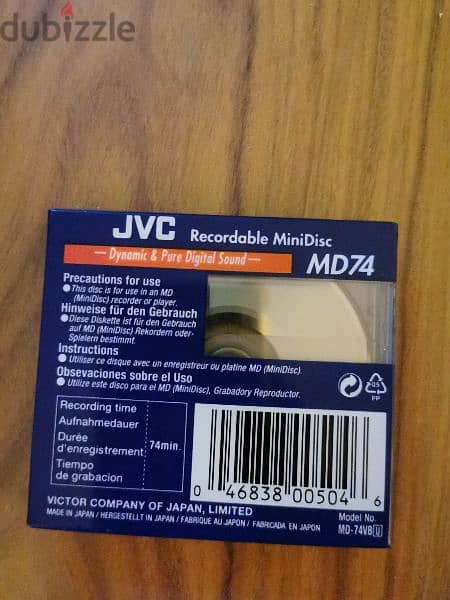 dubizzle
JVC Recordable MiniDisc
Dynamic & Pure Digital Sound
MD74
Precautions for use
●This disc is for use in an MD
(MiniDisc) recorder or player.
Hinweise für den Gebrauch
●Diese Diskette ist für den Gebrauch
auf MD (MiniDisc) Rekordern oder-
Spielern bestimmt.
Instructions
● Utiliser ce disque avec un enregistreur ou platine MD (MiniDisc).
Obsevaciones sobre el Uso
● Utilize este disco para el MD (MiniDisc), Grabadory Reproductor.
05
PP
Recording time
Aufnahmedauer
Durée
d'enregistrement
Tiempo
de grabacion
74min.
0 46838 00504 6
VICTOR COMPANY OF JAPAN, LIMITED
MADE IN JAPAN / HERGESTELLT IN JAPAN / FABRIQUE AU JAPON / FABRICADA EN JAPON
Model No.
MD-74VB U